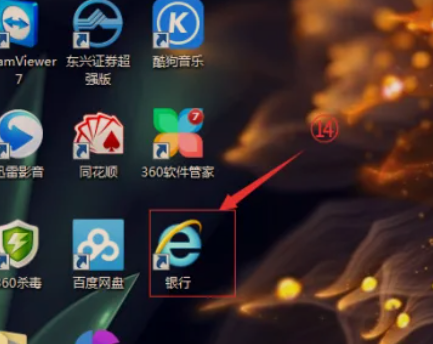 amViewer
7
东兴证券超
强版
酷狗音乐
K
⑭
7
迅雷影音
同花顺
360软件管家
360杀毒
百度网盘
银行